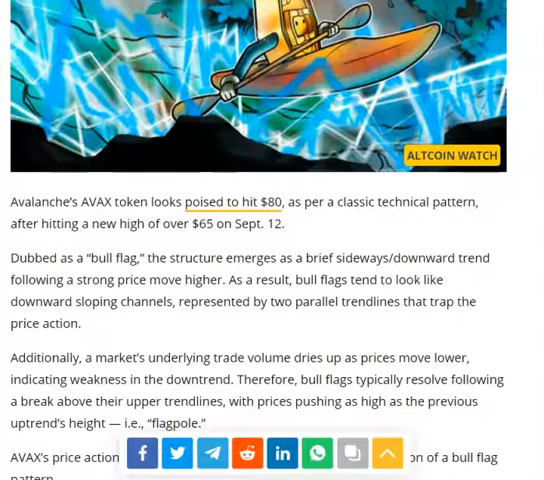 ALTCOIN WATCH
Avalanche's AVAX token looks poised to hit $80, as per a classic technical pattern,
after hitting a new high of over $65 on Sept. 12.
Dubbed as a “bull flag,” the structure emerges as a brief sideways/downward trend
following a strong price move higher. As a result, bull flags tend to look like
downward sloping channels, represented by two parallel trendlines that trap the
price action.
Additionally, a market's underlying trade volume dries up as prices move lower,
indicating weakness in the downtrend. Therefore, bull flags typically resolve following
a break above their upper trendlines, with prices pushing as high as the previous
uptrend's height — i.e., “flagpole.”
AVAX's price action on of a bull flag
pattern